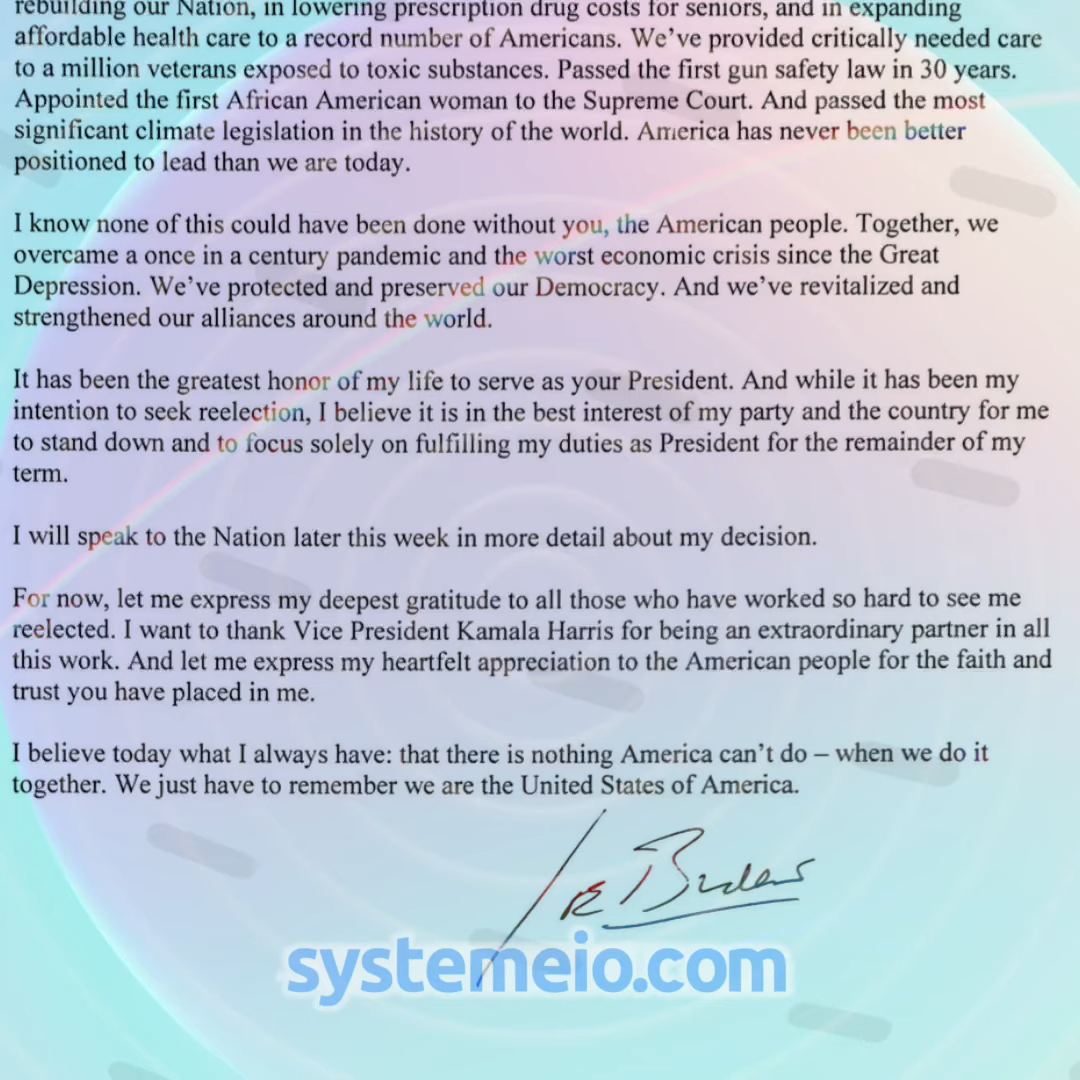 rebuilding our Nation, in lowering prescription drug costs for seniors, and in expanding
affordable health care to a record number of Americans. We’ve provided critically needed care
to a million veterans exposed to toxic substances. Passed the first gun safety law in 30 years.
Appointed the first African American woman to the Supreme Court. And passed the most
significant climate legislation in the history of the world. America has never been better
positioned to lead than we are today.
I know none of this could have been done without you, the American people. Together, we
overcame a once in a century pandemic and the worst economic crisis since the Great
Depression. We’ve protected and preserved our Democracy. And we’ve revitalized and
strengthened our alliances around the world.
It has been the greatest honor of my life to serve as your President. And while it has been my
intention to seek reelection, I believe it is in the best interest of my party and the country for me
to stand down and to focus solely on fulfilling my duties as President for the remainder of my
term.
I will speak to the Nation later this week in more detail about my decision.
For now, let me express my deepest gratitude to all those who have worked so hard to see me
reelected. I want to thank Vice President Kamala Harris for being an extraordinary partner in all
this work. And let me express my heartfelt appreciation to the American people for the faith and
trust you have placed in me.
I believe today what I always have: that there is nothing America can’t do – when we do it
together. We just have to remember we are the United States of America.
Joe Biden
systemeio.com